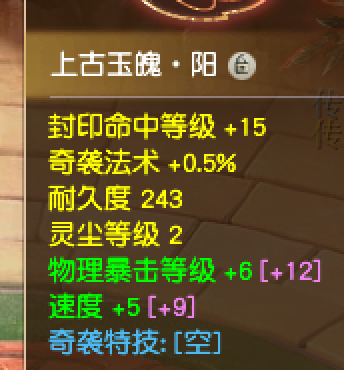 上古玉魄·阳
封印命中等级 +15
奇袭法术 +0.5%
耐久度 243
灵尘等级 2
物理暴击等级 +6 [+12]
速度 +5 [+9]
奇袭特技: [空]